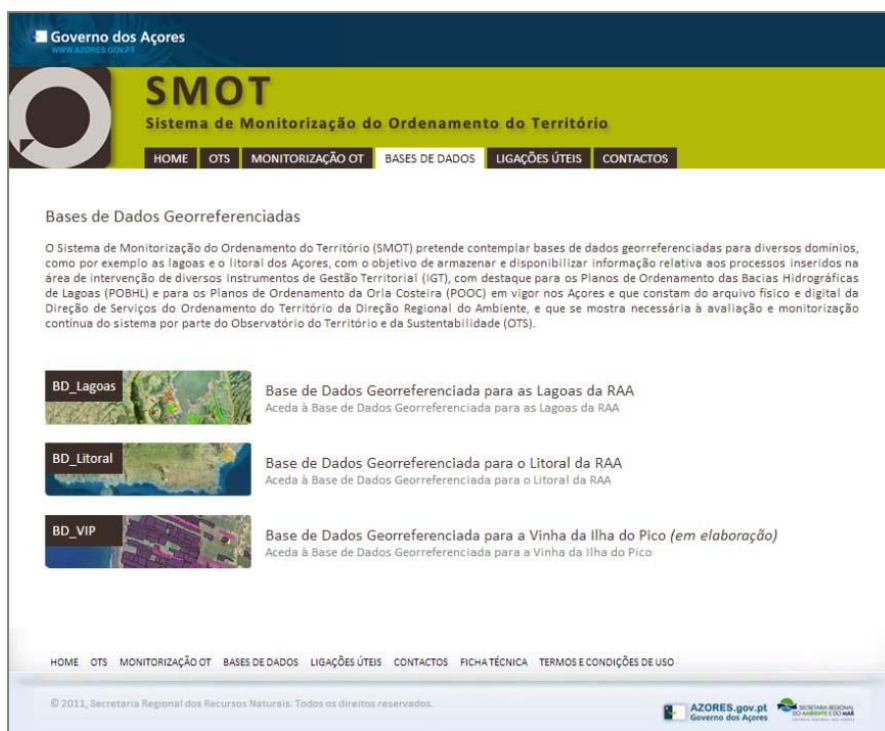 Governo dos Açores
WWW.AZORES.GOV.PT
SMOT
Sistema de Monitorização do Ordenamento do Território
HOME OTS MONITORIZAÇÃO OT BASES DE DADOS LIGAÇÕES ÚTEIS CONTACTOS
Bases de Dados Georreferenciadas
O Sistema de Monitorização do Ordenamento do Território (SMOT) pretende contemplar bases de dados georreferenciadas para diversos domínios,
como por exemplo as lagoas e o litoral dos Açores, com o objetivo de armazenar e disponibilizar informação relativa aos processos inseridos na
área de intervenção de diversos Instrumentos de Gestão Territorial (IGT), com destaque para os Planos de Ordenamento das Bacias Hidrográficas
de Lagoas (POBHL) e para os Planos de Ordenamento da Orla Costeira (POOC) em vigor nos Açores e que constam do arquivo físico e digital da
Direção de Serviços do Ordenamento do Território da Direção Regional do Ambiente, e que se mostra necessária à avaliação e monitorização
contínua do sistema por parte do Observatório do Território e da Sustentabilidade (OTS).
BD_Lagoas
Base de Dados Georreferenciada para as Lagoas da RAA
Aceda à Base de Dados Georreferenciada para as Lagoas da RAA
BD_Litoral
Base de Dados Georreferenciada para o Litoral da RAA
Aceda à Base de Dados Georreferenciada para o Litoral da RAA
BD_VIP
Base de Dados Georreferenciada para a Vinha da Ilha do Pico (em elaboração)
Aceda à Base de Dados Georreferenciada para a Vinha da Ilha do Pico
HOME OTS MONITORIZAÇÃO OT BASES DE DADOS LIGAÇÕES ÚTEIS CONTACTOS FICHA TÉCNICA TERMOS E CONDIÇÕES DE USO
© 2011, Secretaria Regional dos Recursos Naturais. Todos os direitos reservados.
AZORES.gov.pt
Governo dos Açores
SECRETARIA REGIONAL
DO AMBIENTE E DO MAR